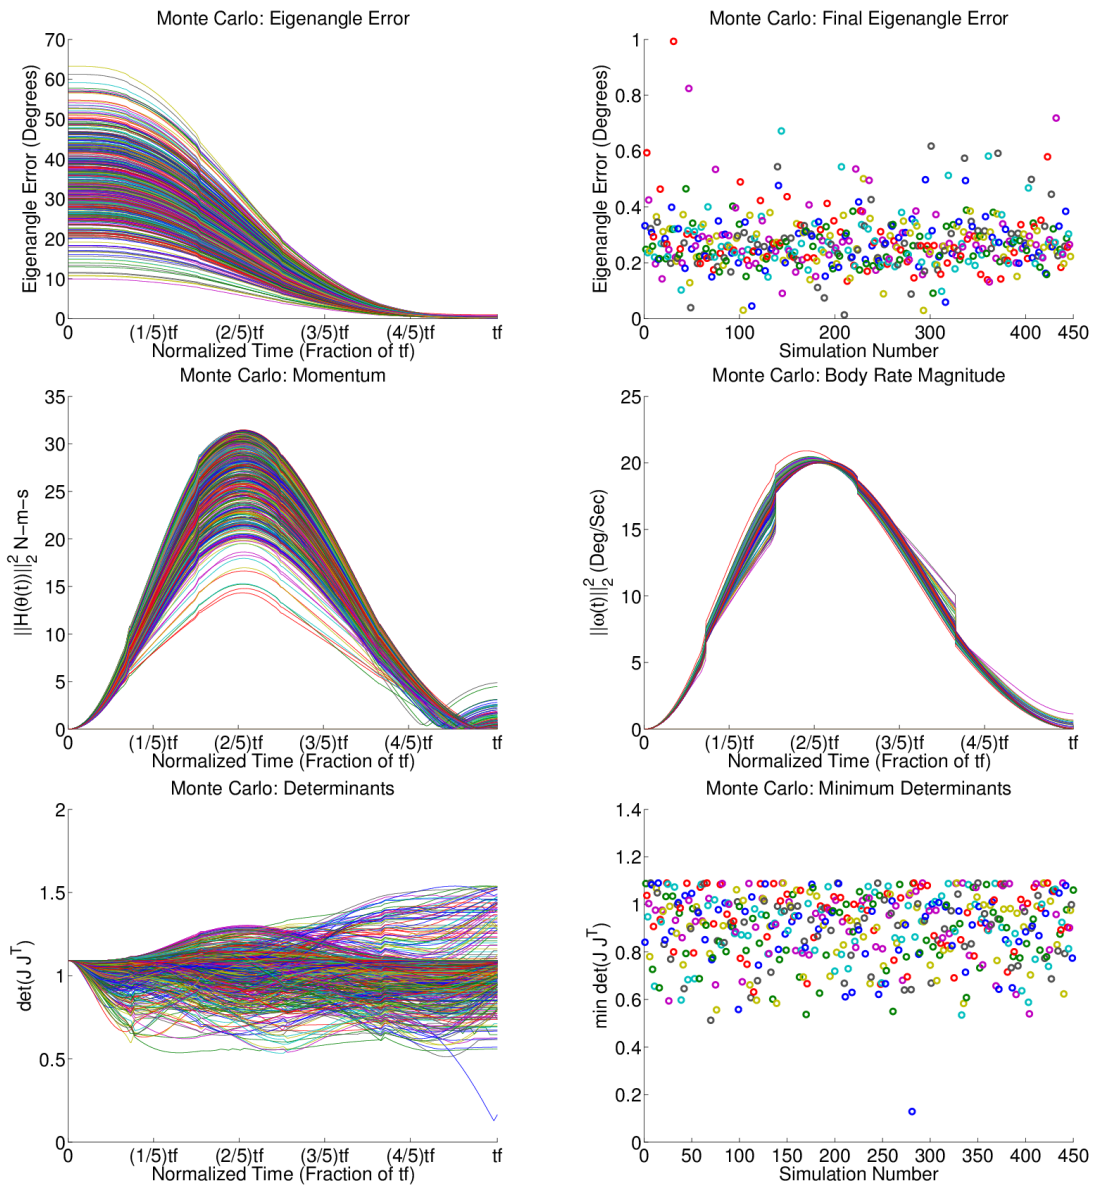 Monte Carlo: Eigenangle Error
Eigenangle Error (Degrees)
70
60
50
40
30
20
10
0
0 (1/5)tf (2/5)tf (3/5)tf (4/5)tf tf
Normalized Time (Fraction of tf)
Monte Carlo: Final Eigenangle Error
Eigenangle Error (Degrees)
1
0.8
0.6
0.4
0.2
0
0 100 200 300 400 450
Simulation Number
Monte Carlo: Momentum
||H(θ(t))||₂² N−m−s
35
30
25
20
15
10
5
0
0 (1/5)tf (2/5)tf (3/5)tf (4/5)tf tf
Normalized Time (Fraction of tf)
Monte Carlo: Body Rate Magnitude
||ω(t)||₂² (Deg/Sec)
25
20
15
10
5
0
0 (1/5)tf (2/5)tf (3/5)tf (4/5)tf tf
Normalized Time (Fraction of tf)
Monte Carlo: Determinants
det(J Jᵀ)
2
1.5
1
0.5
0
0 (1/5)tf (2/5)tf (3/5)tf (4/5)tf tf
Normalized Time (Fraction of tf)
Monte Carlo: Minimum Determinants
min det(J Jᵀ)
1.4
1.2
1
0.8
0.6
0.4
0.2
0
0 50 100 150 200 250 300 350 400 450
Simulation Number